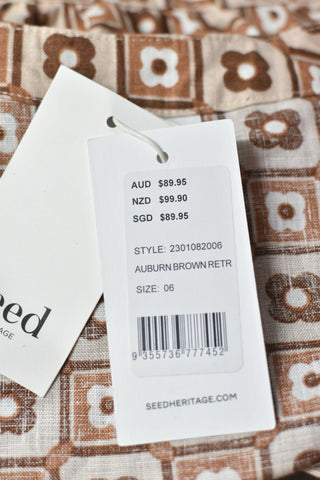 eed
AGE
AUD $89.95
NZD $99.90
SGD $89.95
STYLE: 2301082006
AUBURN BROWN RETR
SIZE: 06
9 355736 777452
SEEDHERITAGE.COM